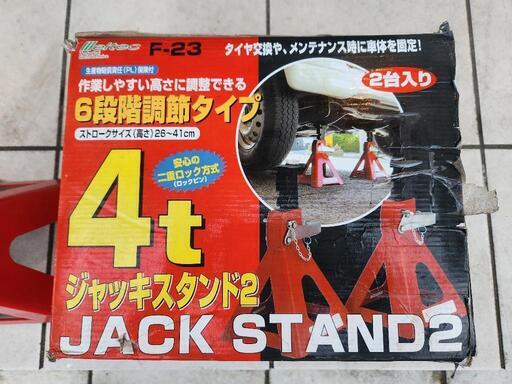 Meltec
F-23
タイヤ交換や、メンテナンス時に車体を固定!
生産物賠償責任(PL)保険付
2台入り
作業しやすい高さに調整できる
6段階調節タイプ
ストロークサイズ(高さ)26~41cm
安心の
二重ロック方式
(ロックピン)
4t
ジャッキスタンド2
JACK STAND2